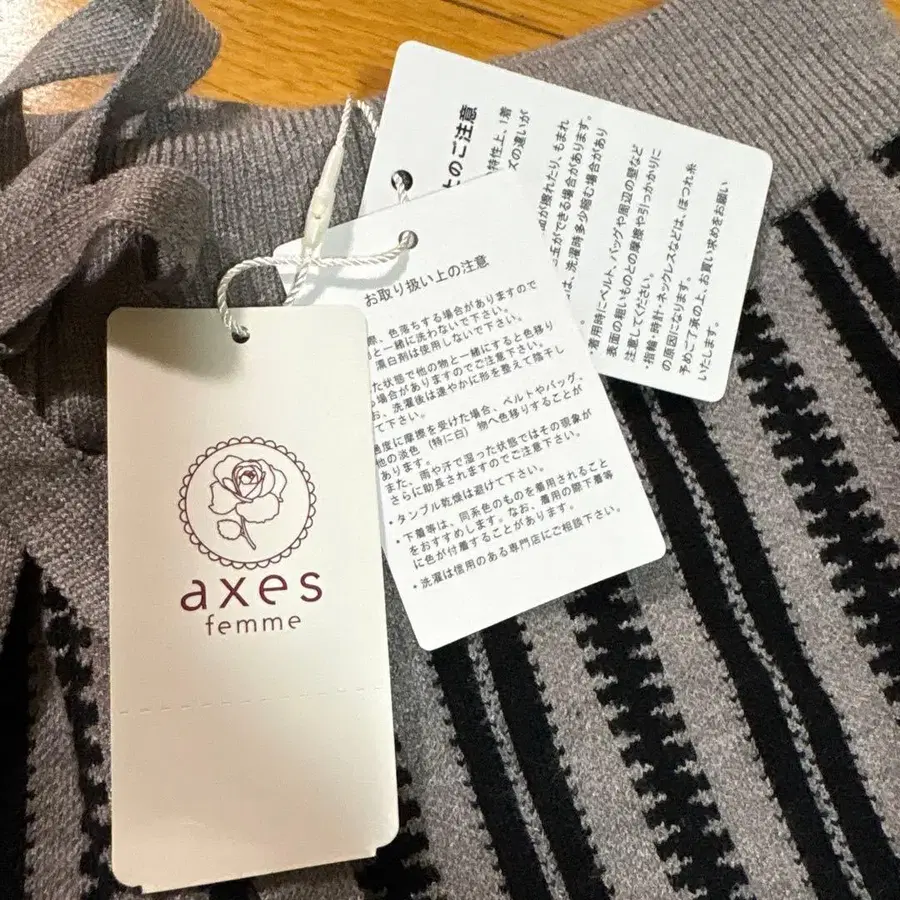 axes
femme
お取り扱い上の注意
際、色落ちする場合がありますので
と一緒に洗わないで下さい。
漂白剤は使用しないで下さい。
た状態で他の物と一緒にすると色移り
場合がありますのでご注意下さい。
お、洗濯後は速やかに形を整えて陰干し
て下さい。
過度に摩擦を受けた場合、ベルトやバッグ、
他の淡色(特に白)物へ色移りすることが
あります。
また、雨や汗で湿った状態ではその現象が
さらに助長されますのでご注意下さい。
・タンブル乾燥は避けて下さい。
・下着等は、同系色のものを着用されること
をおすすめします。なお、着用の際下着等
に色が付着することがあります。
・洗濯は信用のある専門店にご相談下さい。
上のご注意
特性上、1着
ズの違いが
が擦れたり、もまれ
玉ができる場合があります。
は、洗濯時多少縮む場合があり
着用時にベルト、バッグや周辺の壁など
表面の粗いものとの摩擦や引っかかりに
注意してください。
・指輪・時計・ネックレスなどは、ほつれ糸
の原因になります。
予めご了承の上、お買い求めをお願い
いたします。